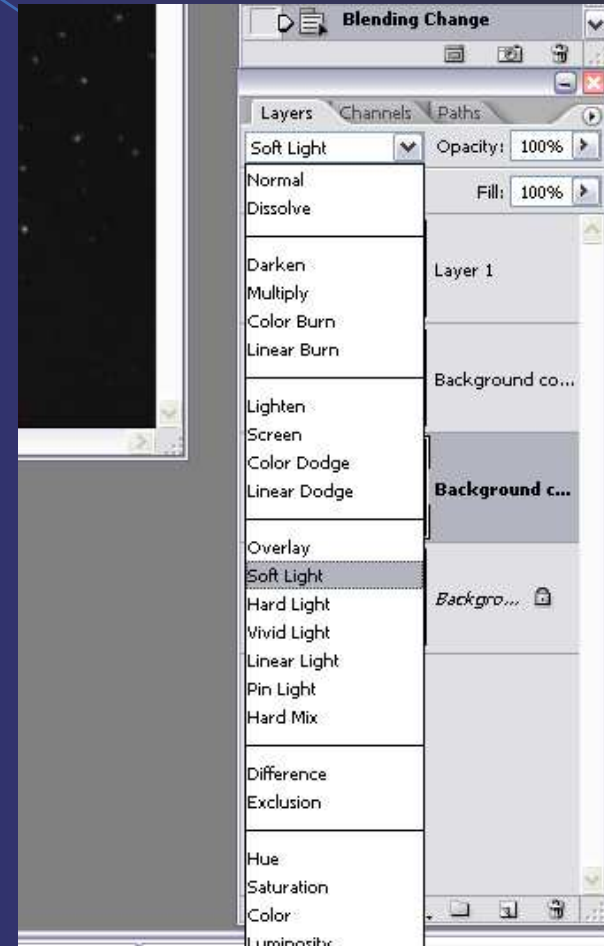 Blending Change
Layers Channels Paths
Soft Light Opacity: 100%
Fill: 100%
Normal
Dissolve
Darken
Multiply
Color Burn
Linear Burn
Lighten
Screen
Color Dodge
Linear Dodge
Overlay
Soft Light
Hard Light
Vivid Light
Linear Light
Pin Light
Hard Mix
Difference
Exclusion
Hue
Saturation
Color
Luminosity
Layer 1
Background co...
Background c...
Backgro...